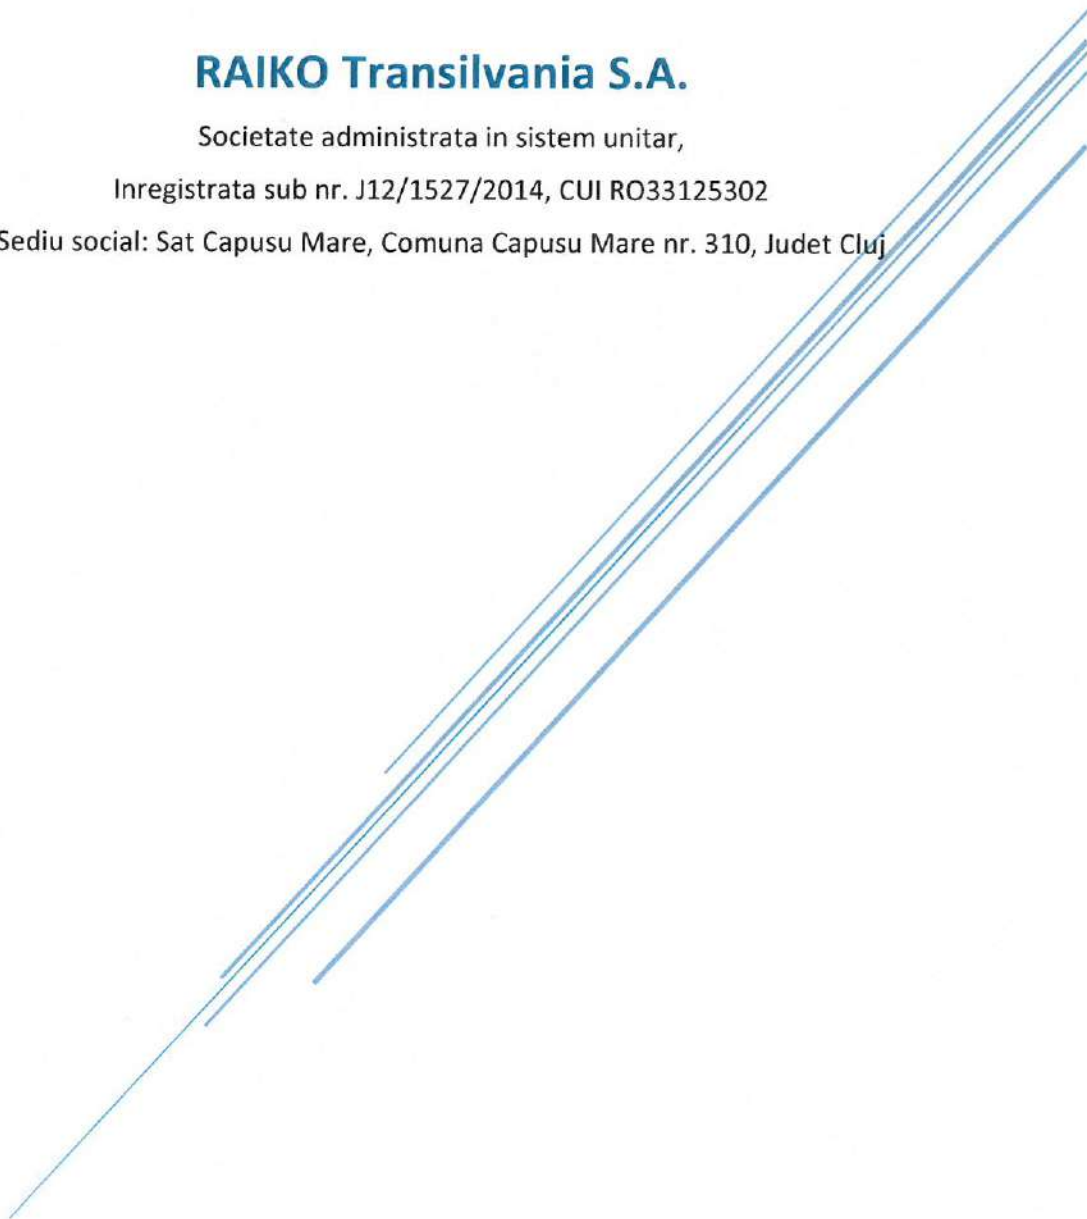 RAIKO Transilvania S.A.
Societate administrata in sistem unitar,
Inregistrata sub nr. J12/1527/2014, CUI RO33125302
Sediu social: Sat Capusu Mare, Comuna Capusu Mare nr. 310, Judet Cluj